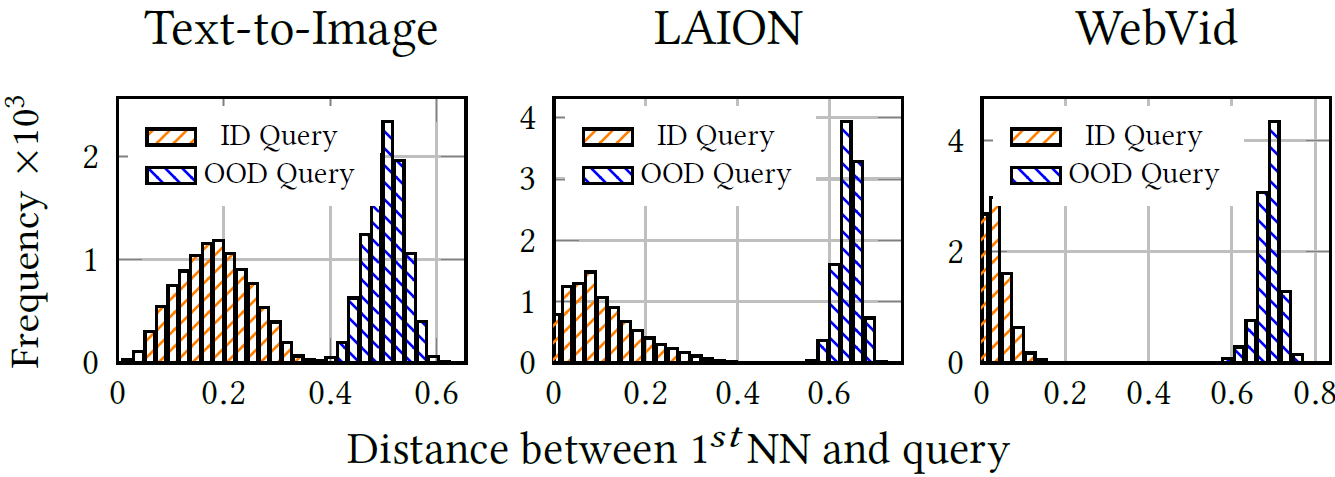 Text-to-Image
LAION
WebVid
Frequency ×10³
ID Query
OOD Query
2
1
0
0
0.2
0.4
0.6
ID Query
OOD Query
4
3
2
1
0
0
0.2
0.4
0.6
ID Query
OOD Query
4
2
0
0
0.2
0.4
0.6
0.8
Distance between 1ˢᵗNN and query